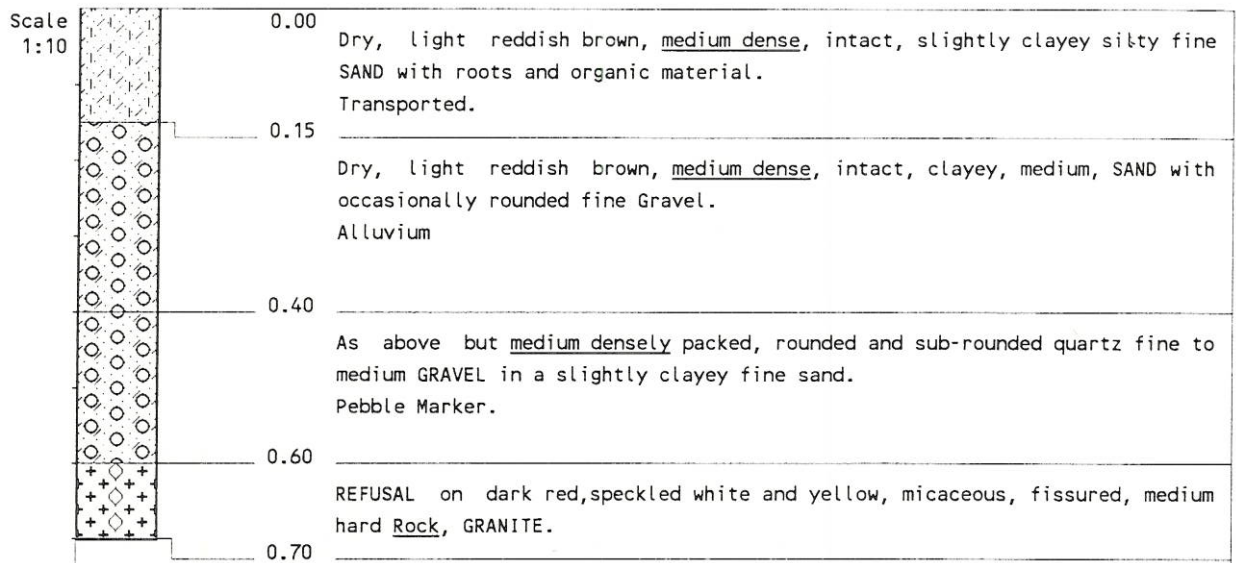 Scale
1:10
0.00
Dry, light reddish brown, medium dense, intact, slightly clayey silty fine
SAND with roots and organic material.
Transported.
0.15
Dry, light reddish brown, medium dense, intact, clayey, medium, SAND with
occasionally rounded fine Gravel.
Alluvium
0.40
As above but medium densely packed, rounded and sub-rounded quartz fine to
medium GRAVEL in a slightly clayey fine sand.
Pebble Marker.
0.60
REFUSAL on dark red,speckled white and yellow, micaceous, fissured, medium
hard Rock, GRANITE.
0.70